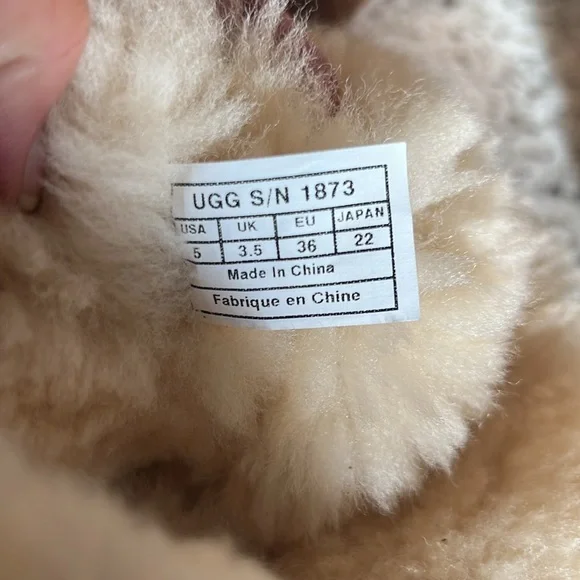 UGG S/N 1873
USA UK EU JAPAN
5 3.5 36 22
Made In China
Fabrique en Chine